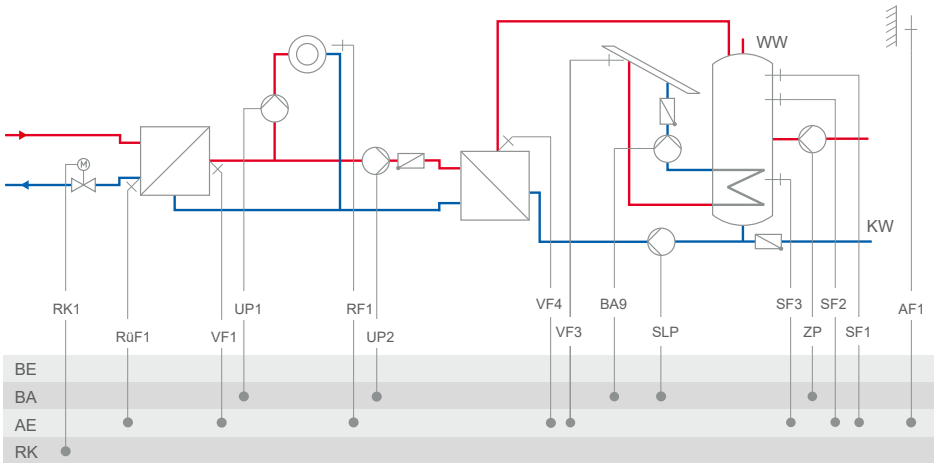 WW
M
KW
RK1 UP1 RF1 VF4 BA9 SF3 SF2 AF1
RüF1 VF1 UP2 VF3 SLP ZP SF1
BE
BA
AE
RK